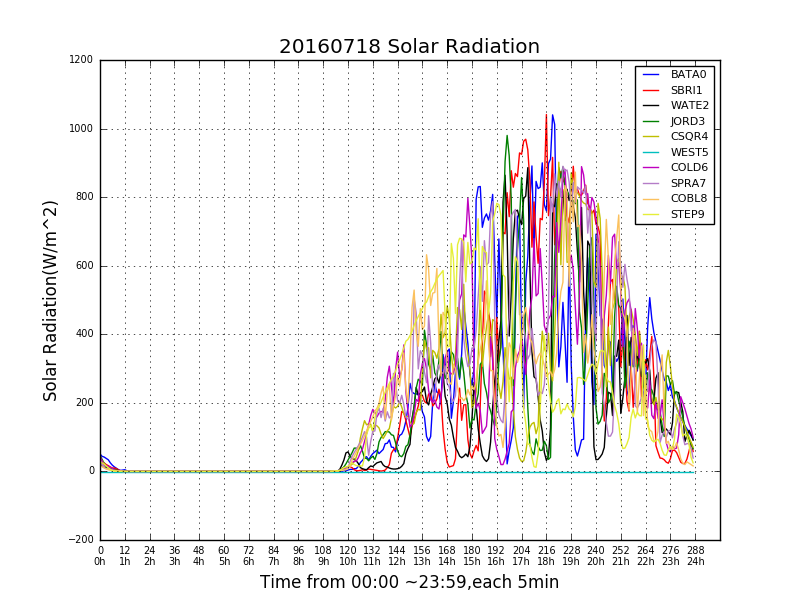 20160718 Solar Radiation
1200
1000
800
600
400
200
0
−200
Solar Radiation(W/m^2)
BATA0
SBRI1
WATE2
JORD3
CSQR4
WEST5
COLD6
SPRA7
COBL8
STEP9
0 12 24 36 48 60 72 84 96 108 120 132 144 156 168 180 192 204 216 228 240 252 264 276 288
0h 1h 2h 3h 4h 5h 6h 7h 8h 9h 10h 11h 12h 13h 14h 15h 16h 17h 18h 19h 20h 21h 22h 23h 24h
Time from 00:00 ~23:59,each 5min